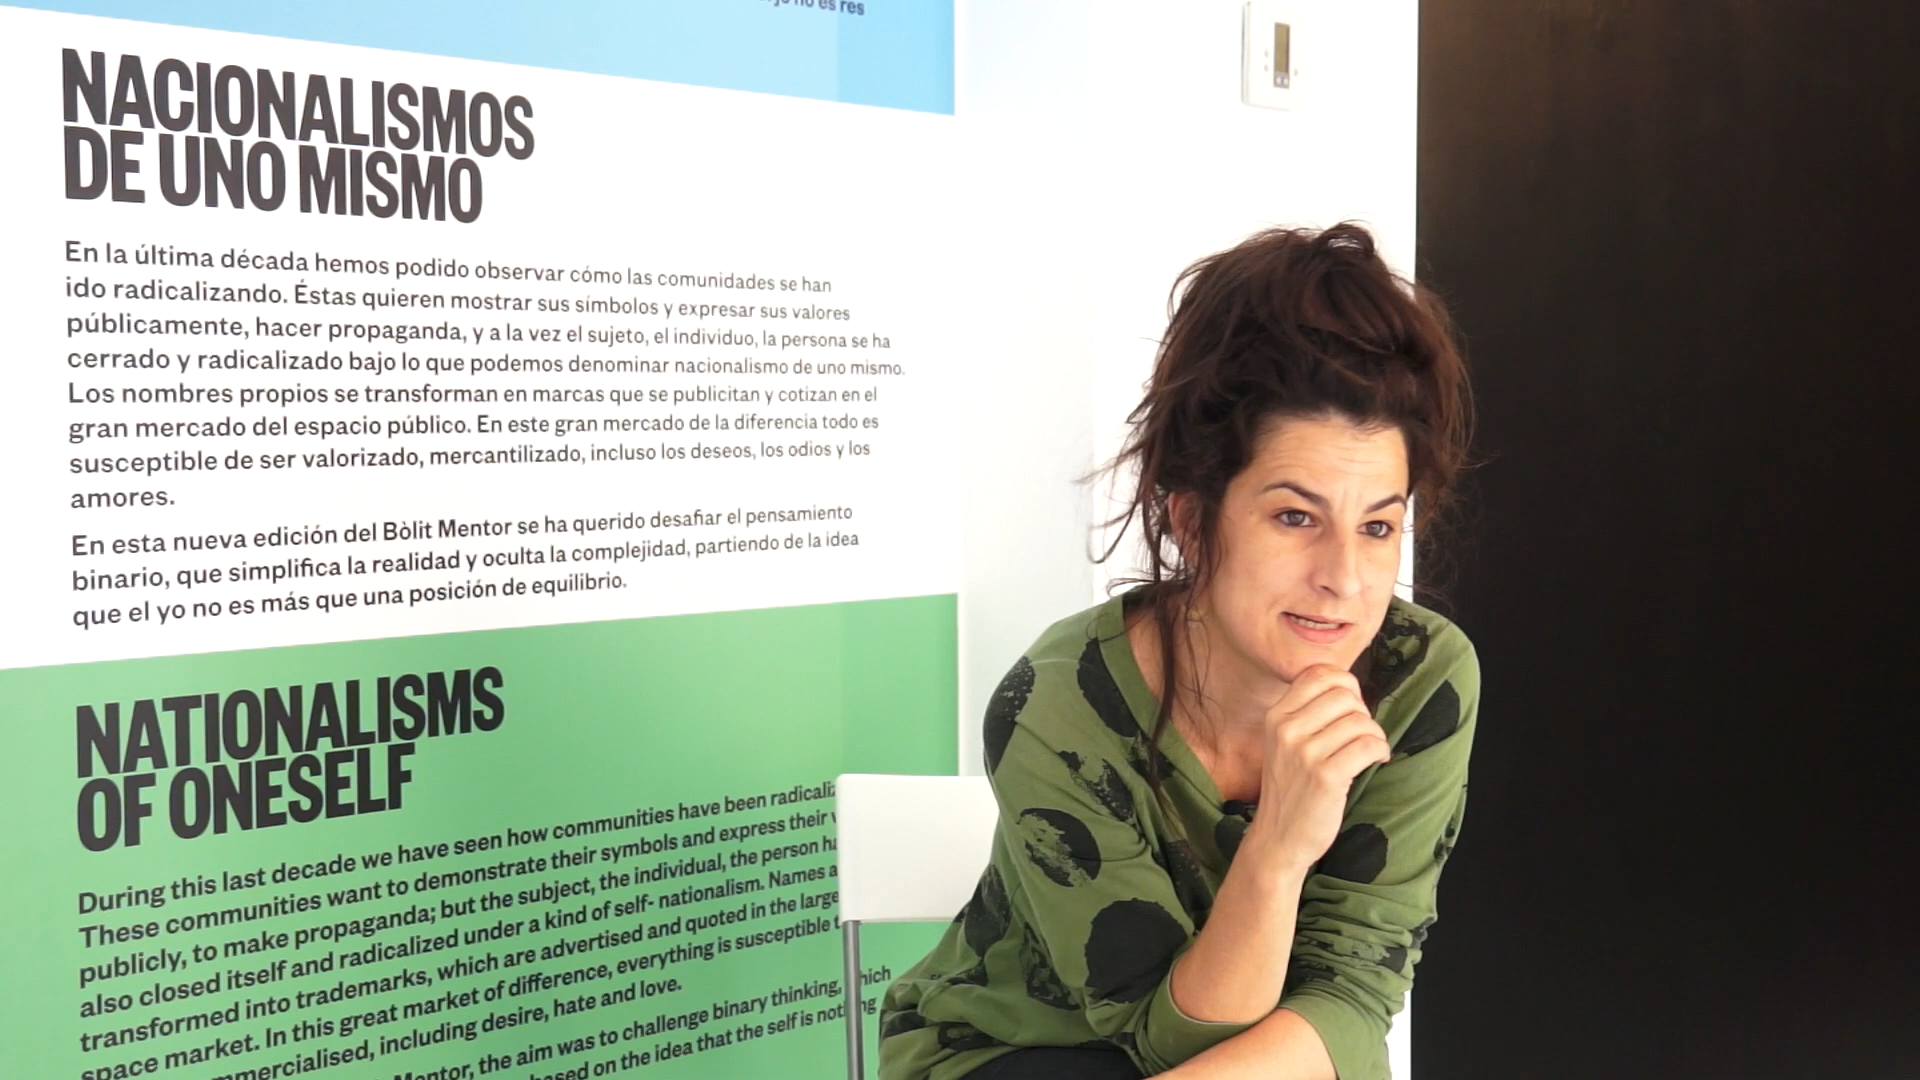 no és res
NACIONALISMOS
DE UNO MISMO
En la última década hemos podido observar cómo las comunidades se han
ido radicalizando. Éstas quieren mostrar sus símbolos y expresar sus valores
públicamente, hacer propaganda, y a la vez el sujeto, el individuo, la persona se ha
cerrado y radicalizado bajo lo que podemos denominar nacionalismo de uno mismo.
Los nombres propios se transforman en marcas que se publicitan y cotizan en el
gran mercado del espacio público. En este gran mercado de la diferencia todo es
susceptible de ser valorizado, mercantilizado, incluso los deseos, los odios y los
amores.
En esta nueva edición del Bòlit Mentor se ha querido desafiar el pensamiento
binario, que simplifica la realidad y oculta la complejidad, partiendo de la idea
que el yo no es más que una posición de equilibrio.
NATIONALISMS
OF ONESELF
During this last decade we have seen how communities have been
These communities want to demonstrate their symbols and express their
publicly, to make propaganda; but the subject, the individual, the person
also closed itself and radicalized under a kind of self- nationalism. Names
transformed into trademarks, which are advertised and quoted in the large
space market. In this great market of difference, everything is susceptible
including desire, hate and love.
Mentor, the aim was to challenge binary thinking,
on the idea that the self is